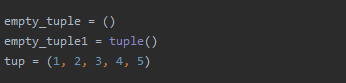 empty_tuple = ()
empty_tuple1 = tuple()
tup = (1, 2, 3, 4, 5)